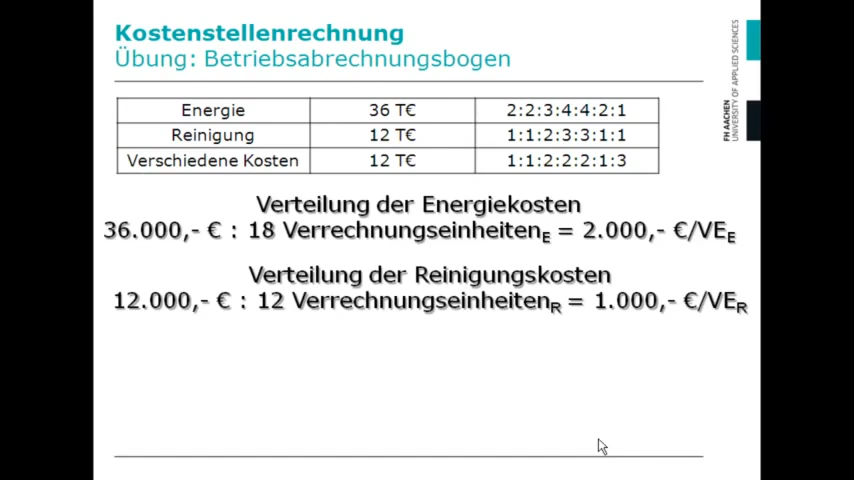 Kostenstellenrechnung
Übung: Betriebsabrechnungsbogen
Energie 36 T€ 2:2:3:4:4:2:1
Reinigung 12 T€ 1:1:2:3:3:1:1
Verschiedene Kosten 12 T€ 1:1:2:2:2:1:3
Verteilung der Energiekosten
36.000,- € : 18 VerrechnungseinheitenE = 2.000,- €/VEE
Verteilung der Reinigungskosten
12.000,- € : 12 VerrechnungseinheitenR = 1.000,- €/VER
FH AACHEN
UNIVERSITY OF APPLIED SCIENCES